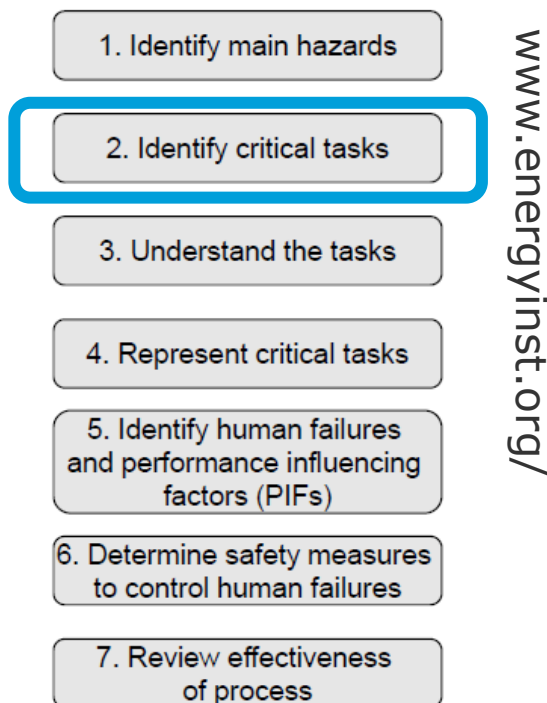 1. Identify main hazards
2. Identify critical tasks
3. Understand the tasks
4. Represent critical tasks
5. Identify human failures
and performance influencing
factors (PIFs)
6. Determine safety measures
to control human failures
7. Review effectiveness
of process
www.energyinst.org/